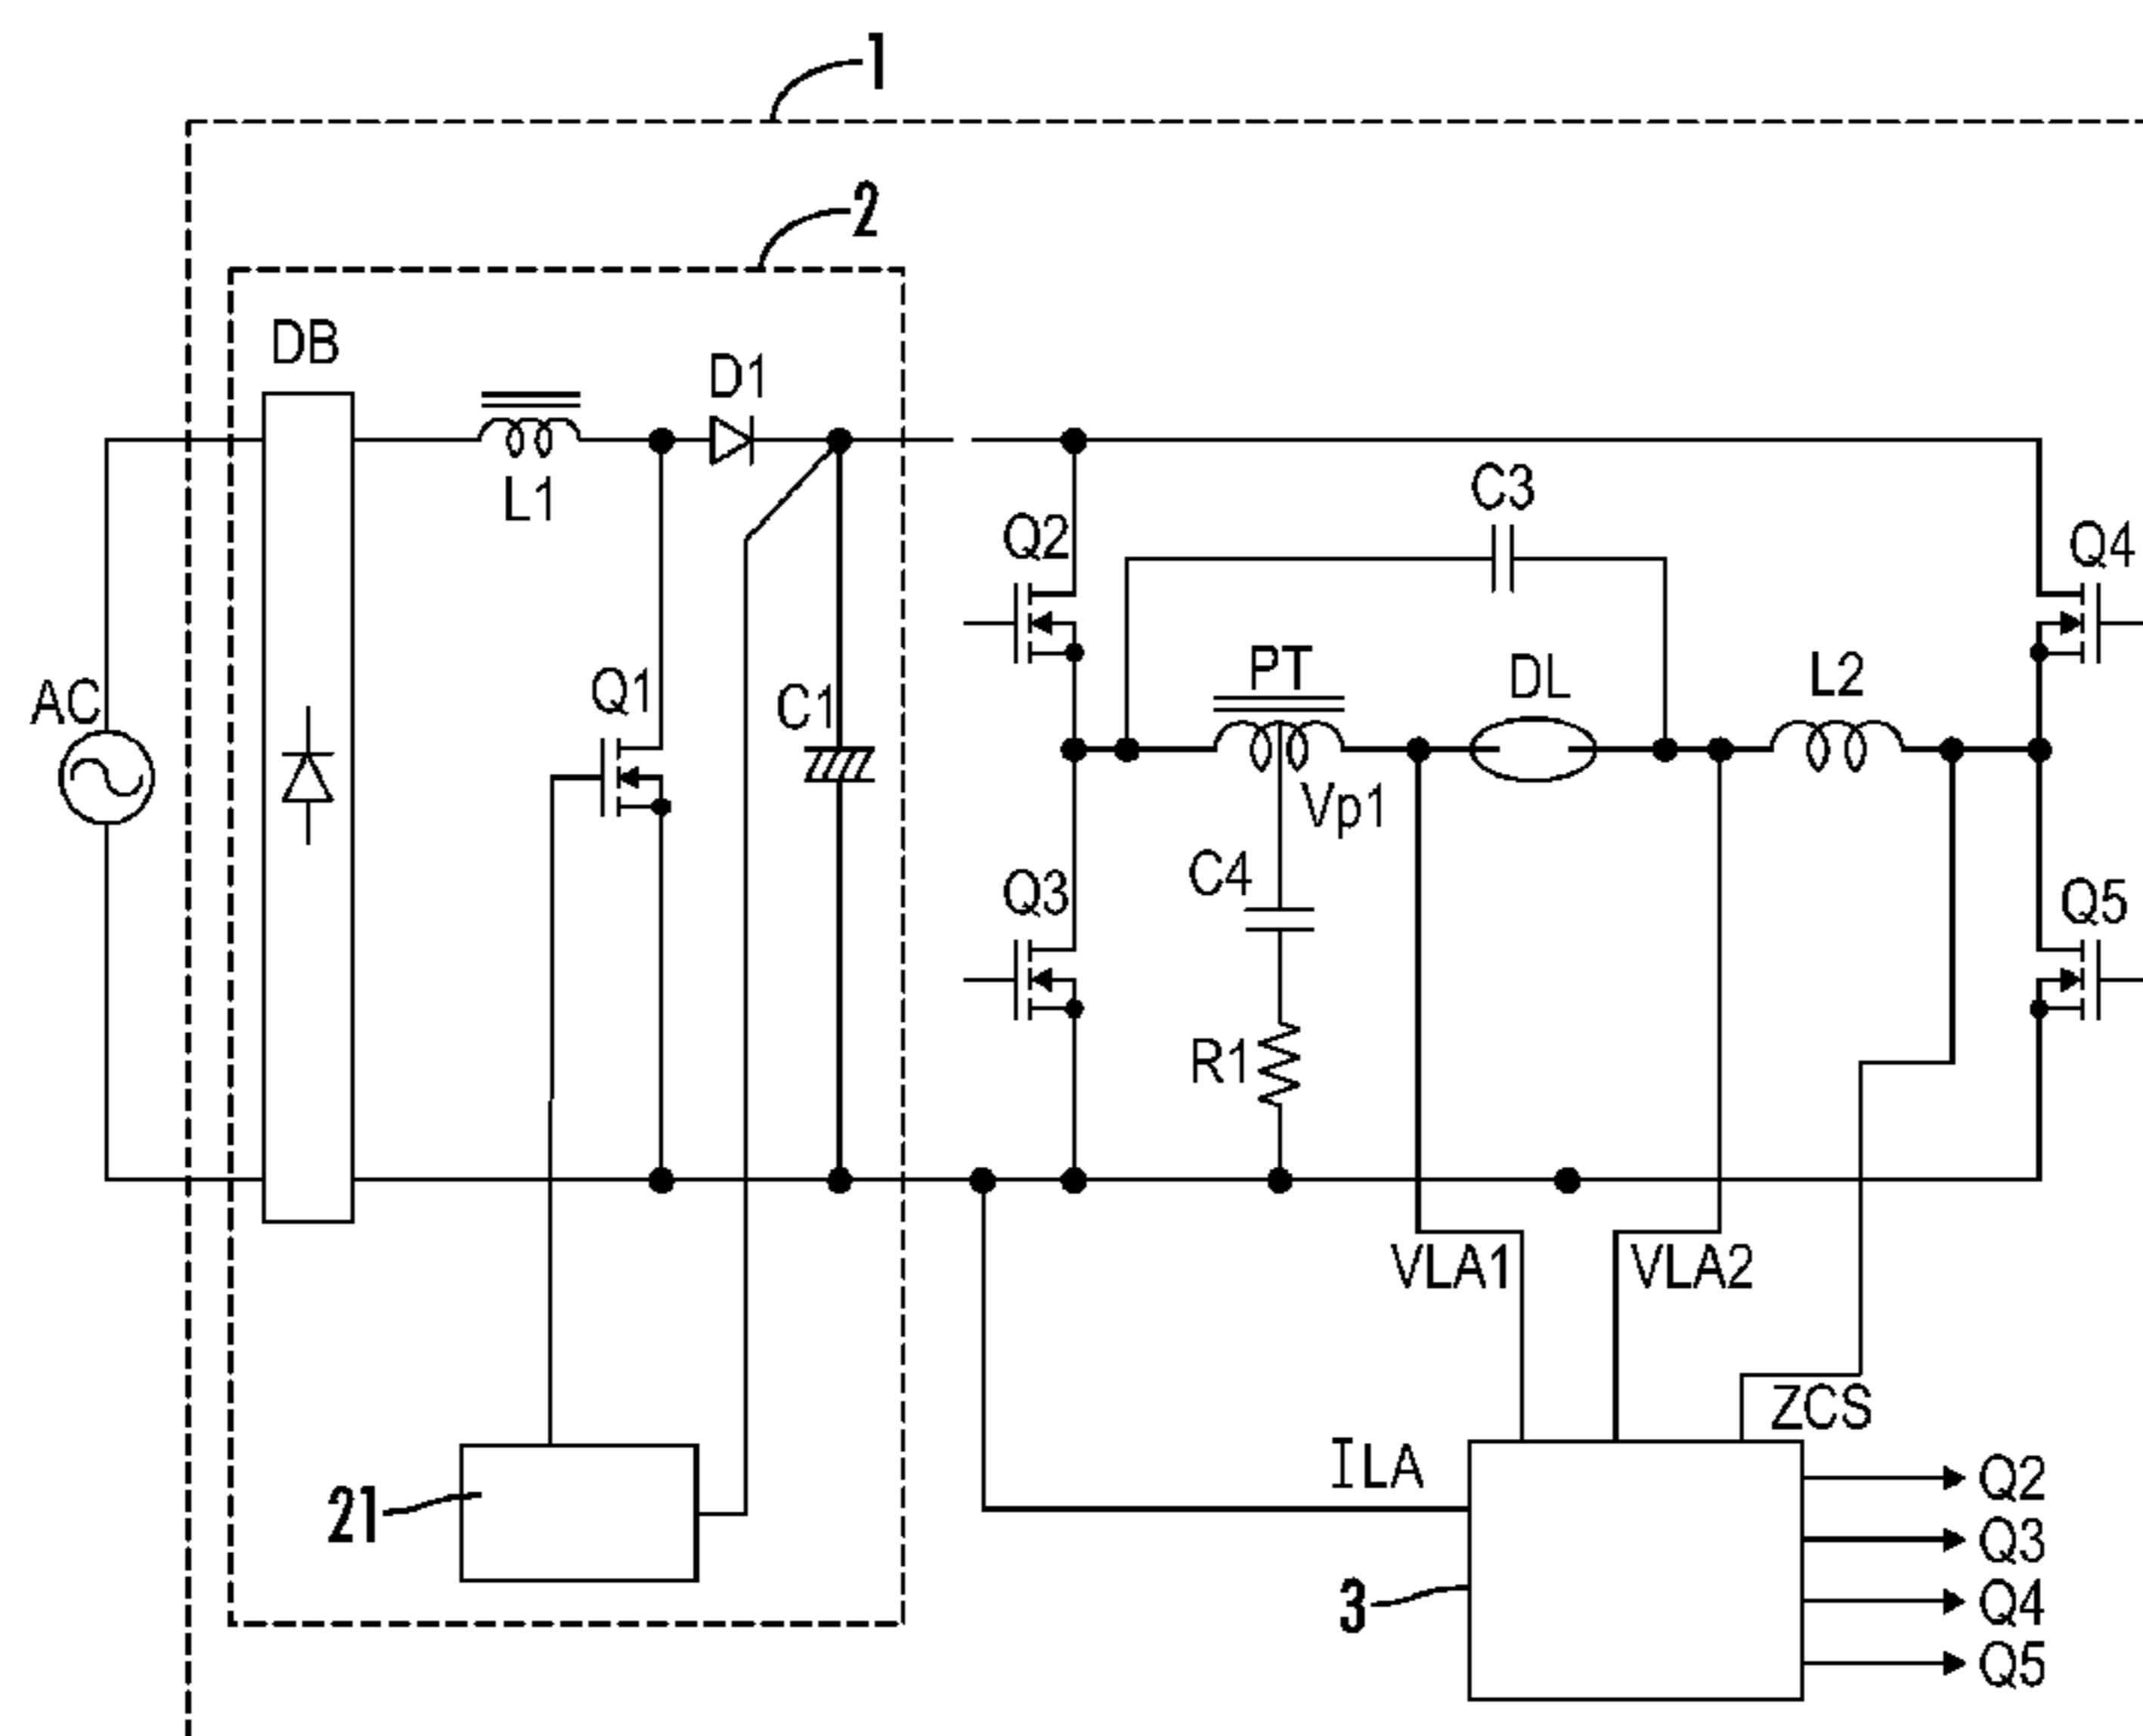 1
2
DB
D1
L1
C3
Q2
Q4
AC
Q1
C1
PT
DL
L2
Vp1
C4
Q3
Q5
R1
VLA1
VLA2
ZCS
ILA
21
3
Q2
Q3
Q4
Q5